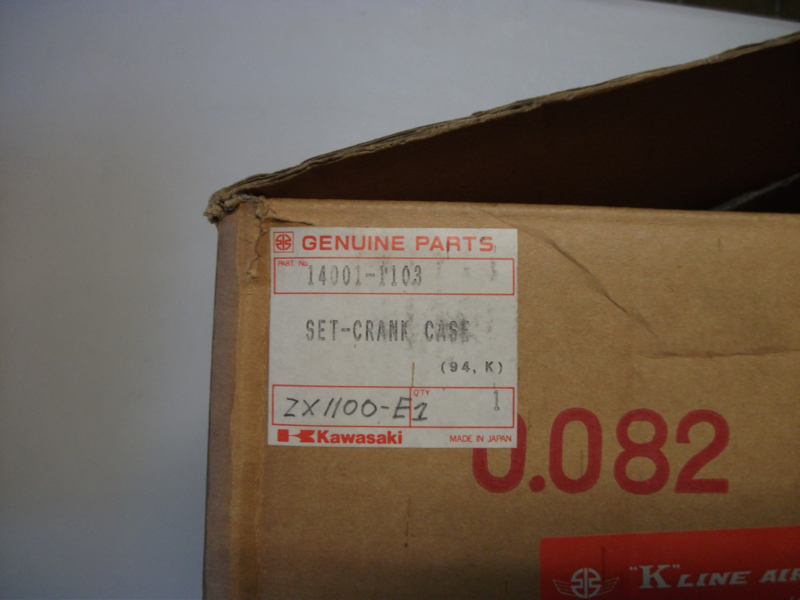 GENUINE PARTS
PART No.
14001-1103
SET-CRANK CASE
(94, K)
QTY
ZX1100-E1
1
Kawasaki
MADE IN JAPAN
0.082
"K" LINE AIR